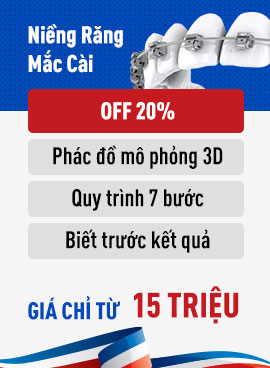 Niềng Răng
Mắc Cài
OFF 20%
Phác đồ mô phỏng 3D
Quy trình 7 bước
Biết trước kết quả
GIÁ CHỈ TỪ 15 TRIỆU